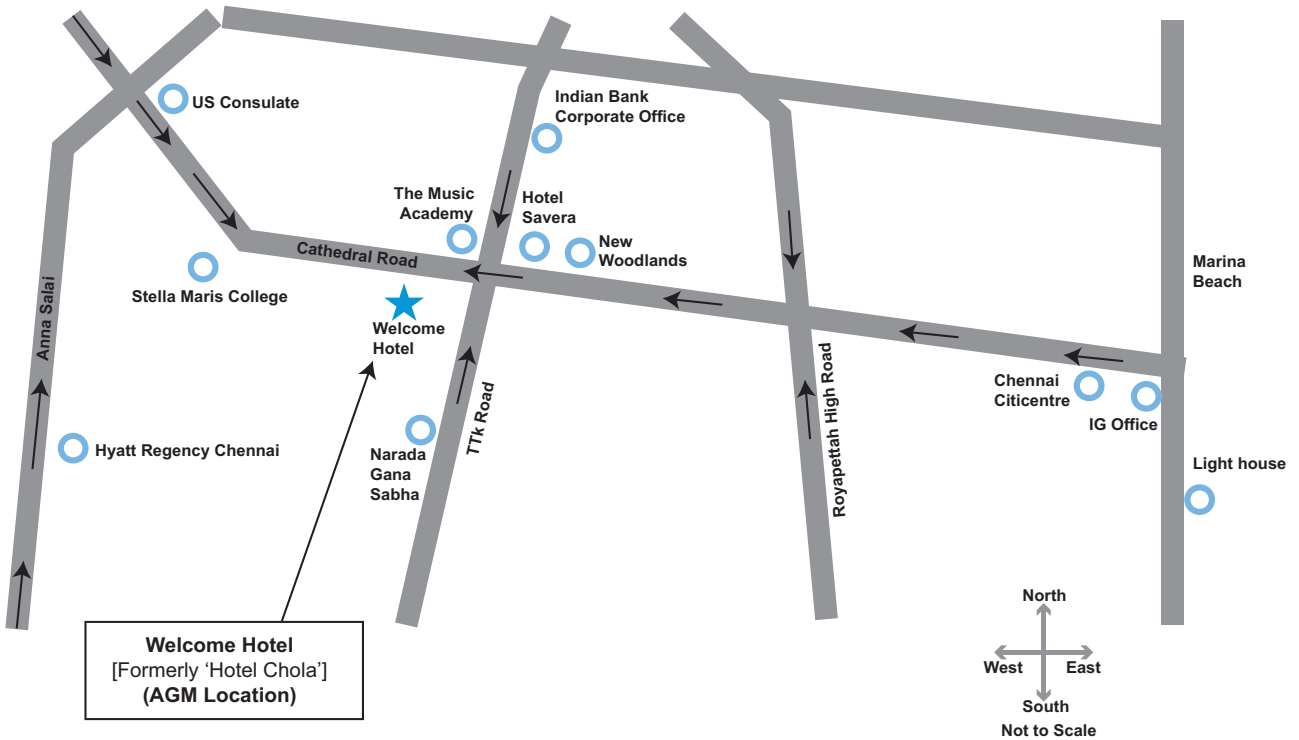 US Consulate
Indian Bank
Corporate Office
The Music
Academy
Hotel
Savera
New
Woodlands
Cathedral Road
Stella Maris College
Marina
Beach
Anna Salai
Welcome
Hotel
Royapettah High Road
Chennai
Citicentre
IG Office
TTk Road
Hyatt Regency Chennai
Narada
Gana
Sabha
Light house
Welcome Hotel
[Formerly ‘Hotel Chola’]
(AGM Location)
North
West
East
South
Not to Scale